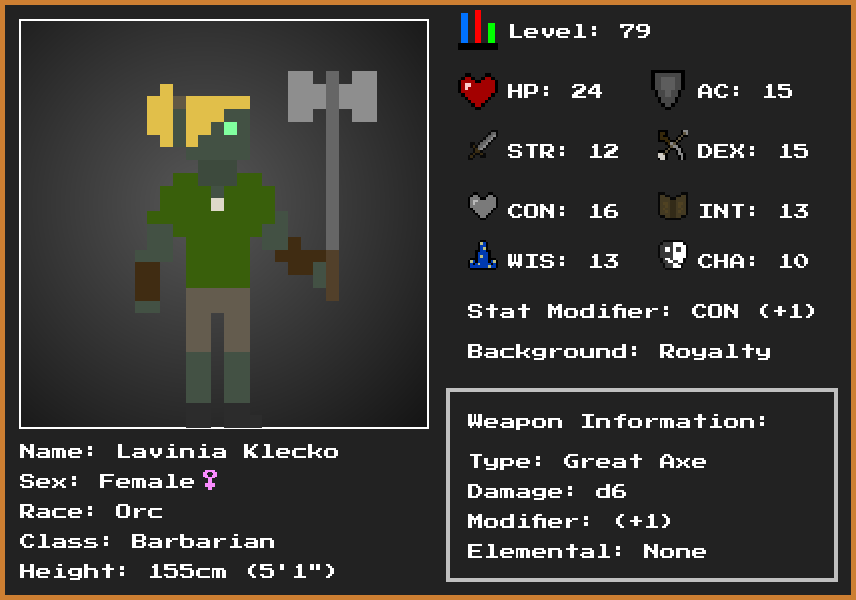 Level: 79
HP: 24 AC: 15
STR: 12 DEX: 15
CON: 16 INT: 13
WIS: 13 CHA: 10
Stat Modifier: CON (+1)
Background: Royalty
Weapon Information:
Type: Great Axe
Damage: d6
Modifier: (+1)
Elemental: None
Name: Lavinia Klecko
Sex: Female♀
Race: Orc
Class: Barbarian
Height: 155cm (5'1")